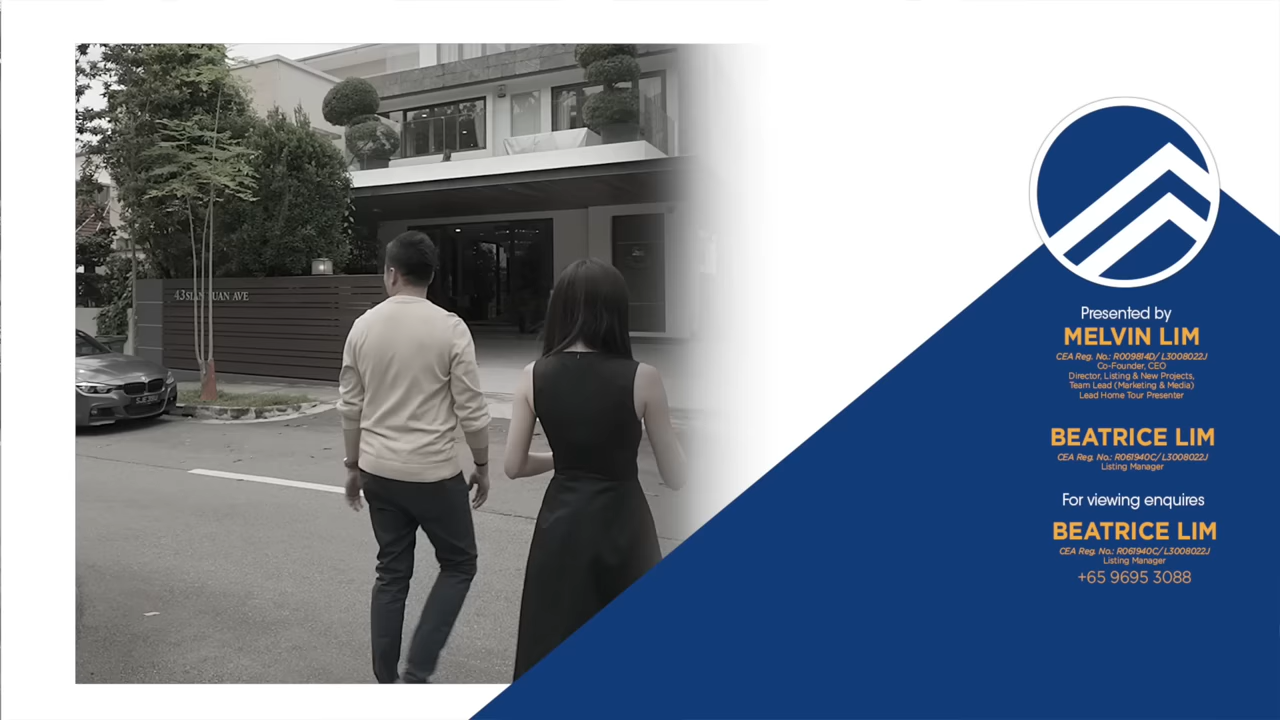 43 SIAN TUAN AVE
Presented by
MELVIN LIM
CEA Reg. No.: R009814D/ L3008022J
Co-Founder, CEO
Director, Listing & New Projects,
Team Lead (Marketing & Media)
Lead Home Tour Presenter
BEATRICE LIM
CEA Reg. No.: R061940C/ L3008022J
Listing Manager
For viewing enquires
BEATRICE LIM
CEA Reg. No.: R061940C/ L3008022J
Listing Manager
+65 9695 3088